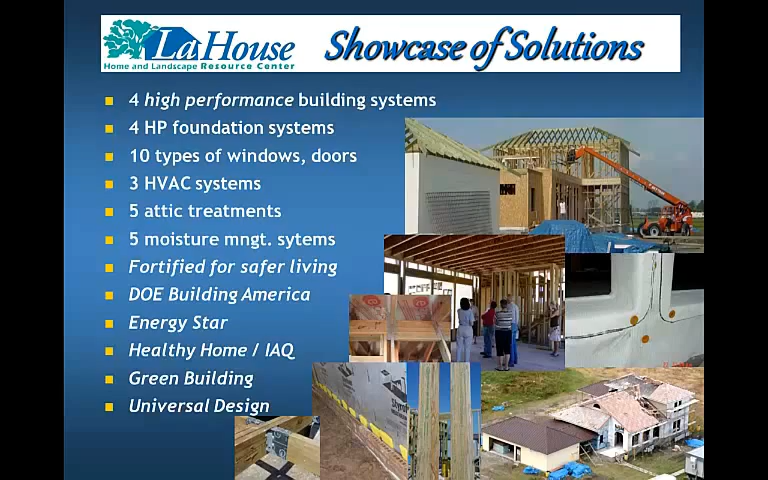 LaHouse
Home and Landscape Resource Center
Showcase of Solutions
4 high performance building systems
4 HP foundation systems
10 types of windows, doors
3 HVAC systems
5 attic treatments
5 moisture mngt. sytems
Fortified for safer living
DOE Building America
Energy Star
Healthy Home / IAQ
Green Building
Universal Design